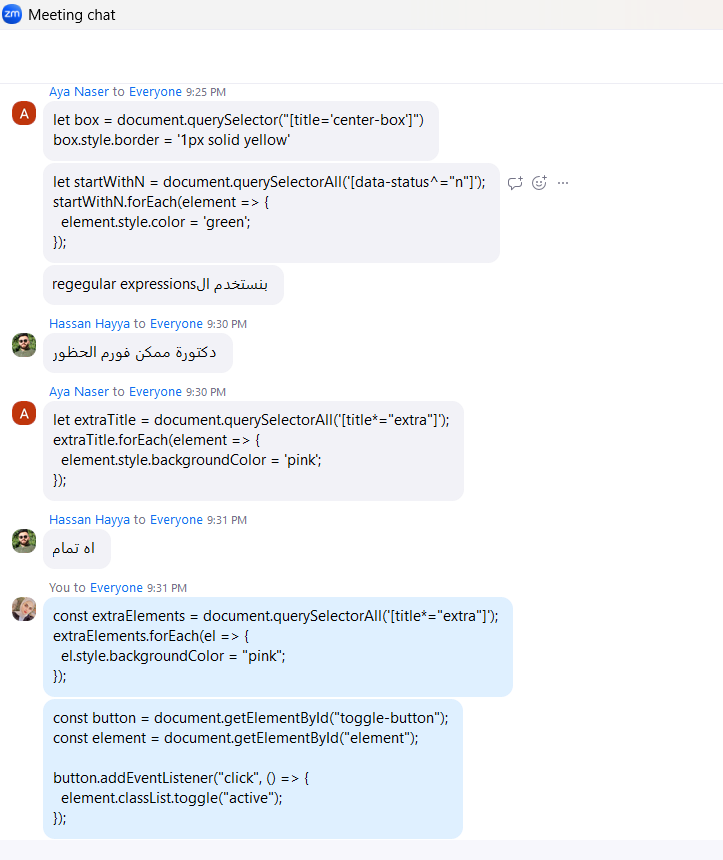 zm Meeting chat
Aya Naser to Everyone 9:25 PM
A
let box = document.querySelector("[title='center-box']")
box.style.border = '1px solid yellow'
let startWithN = document.querySelectorAll('[data-status^="n"]');
startWithN.forEach(element => {
  element.style.color = 'green';
});
بنستخدم الregegular expressions
Hassan Hayya to Everyone 9:30 PM
دكتورة ممكن فورم الحظور
Aya Naser to Everyone 9:30 PM
A
let extraTitle = document.querySelectorAll('[title*="extra"]');
extraTitle.forEach(element => {
  element.style.backgroundColor = 'pink';
});
Hassan Hayya to Everyone 9:31 PM
اه تمام
You to Everyone 9:31 PM
const extraElements = document.querySelectorAll('[title*="extra"]');
extraElements.forEach(el => {
  el.style.backgroundColor = "pink";
});
const button = document.getElementById("toggle-button");
const element = document.getElementById("element");
button.addEventListener("click", () => {
  element.classList.toggle("active");
});